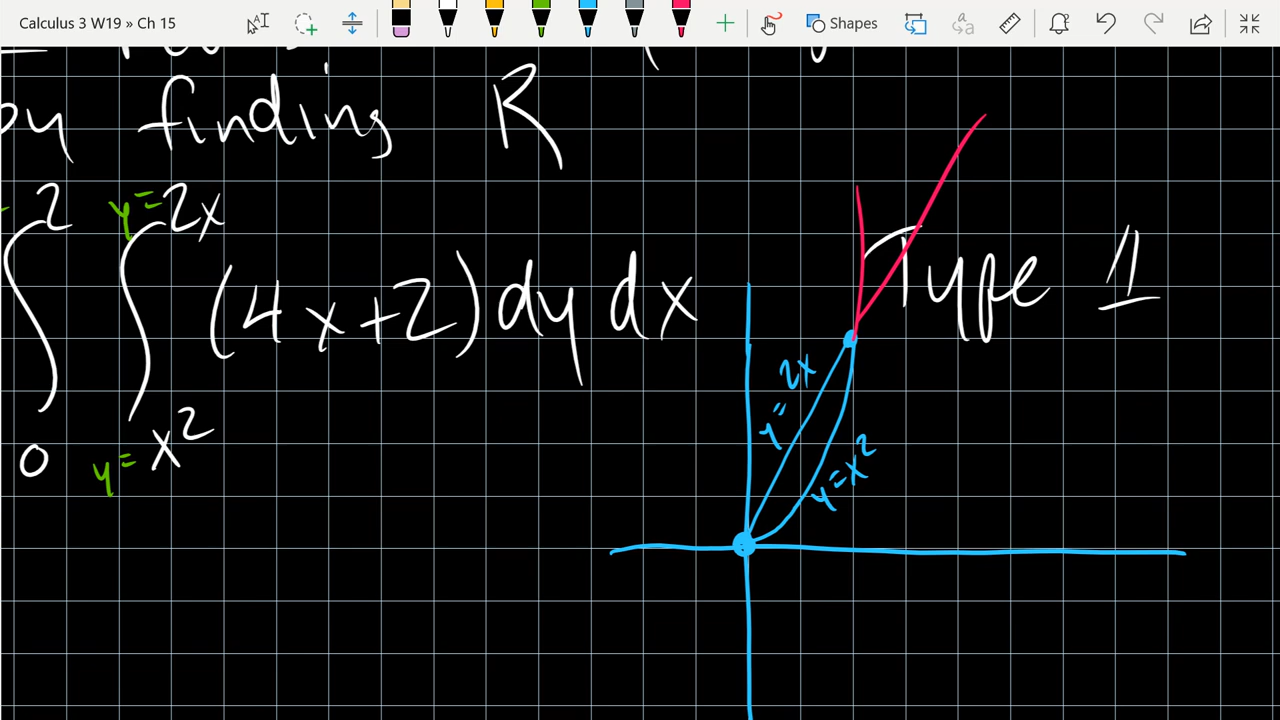 Calculus 3 W19 » Ch 15
Shapes
by finding R
2 y=2x
∫ ∫ (4x+2) dy dx
0 y= x²
Type 1
y=2x
y=x²